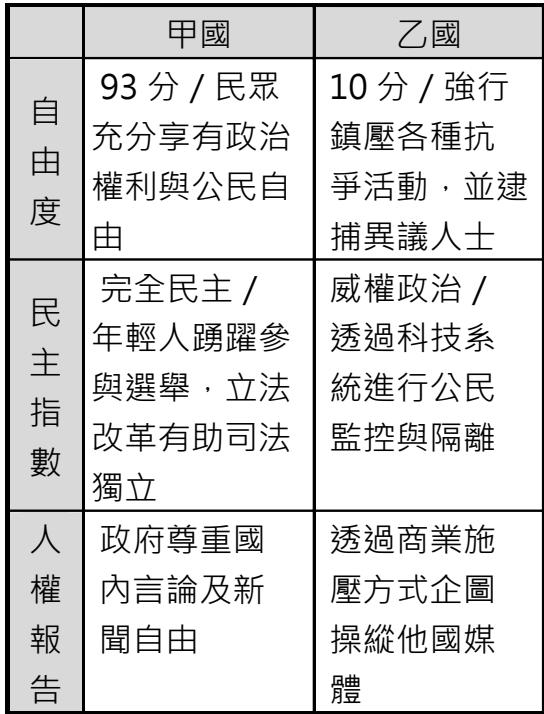 甲國 乙國
自由度
93 分 / 民眾
充分享有政治
權利與公民自
由
10 分 / 強行
鎮壓各種抗
爭活動，並逮
捕異議人士
民主指數
完全民主 /
年輕人踴躍參
與選舉，立法
改革有助司法
獨立
威權政治 /
透過科技系
統進行公民
監控與隔離
人權報告
政府尊重國
內言論及新
聞自由
透過商業施
壓方式企圖
操縱他國媒
體